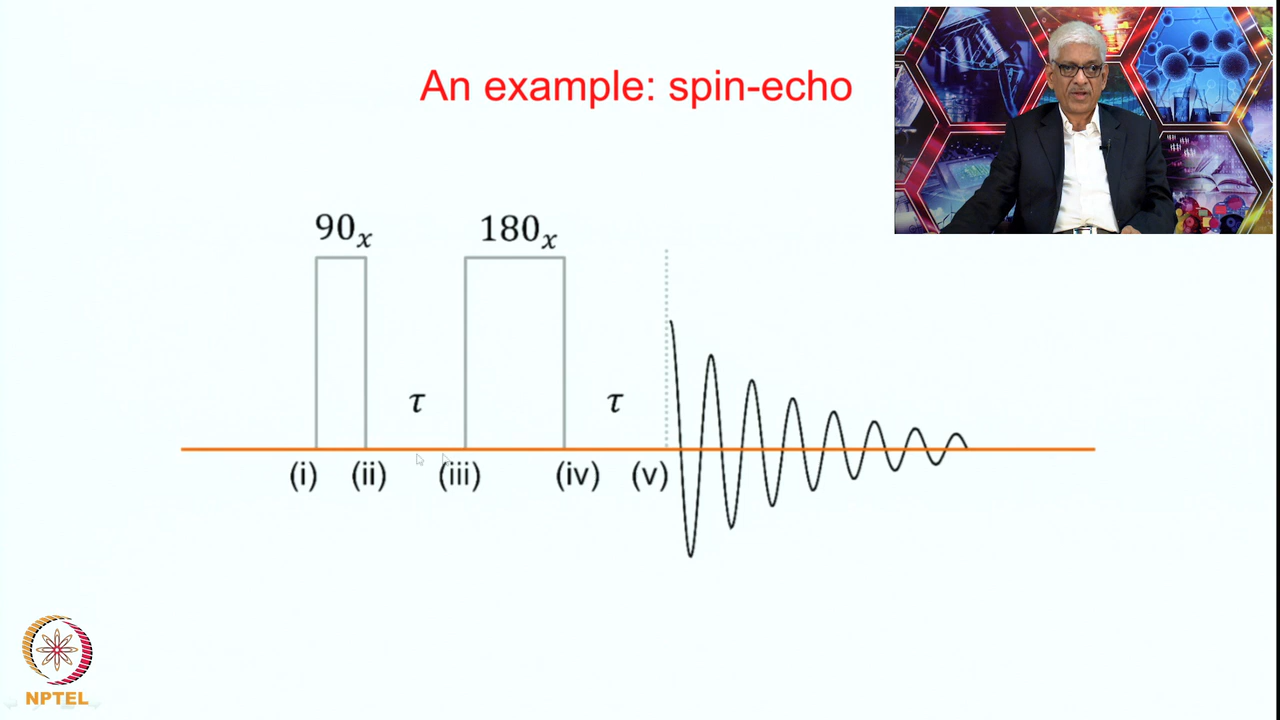 An example: spin-echo
90x 180x
τ τ
(i) (ii) (iii) (iv) (v)
NPTEL